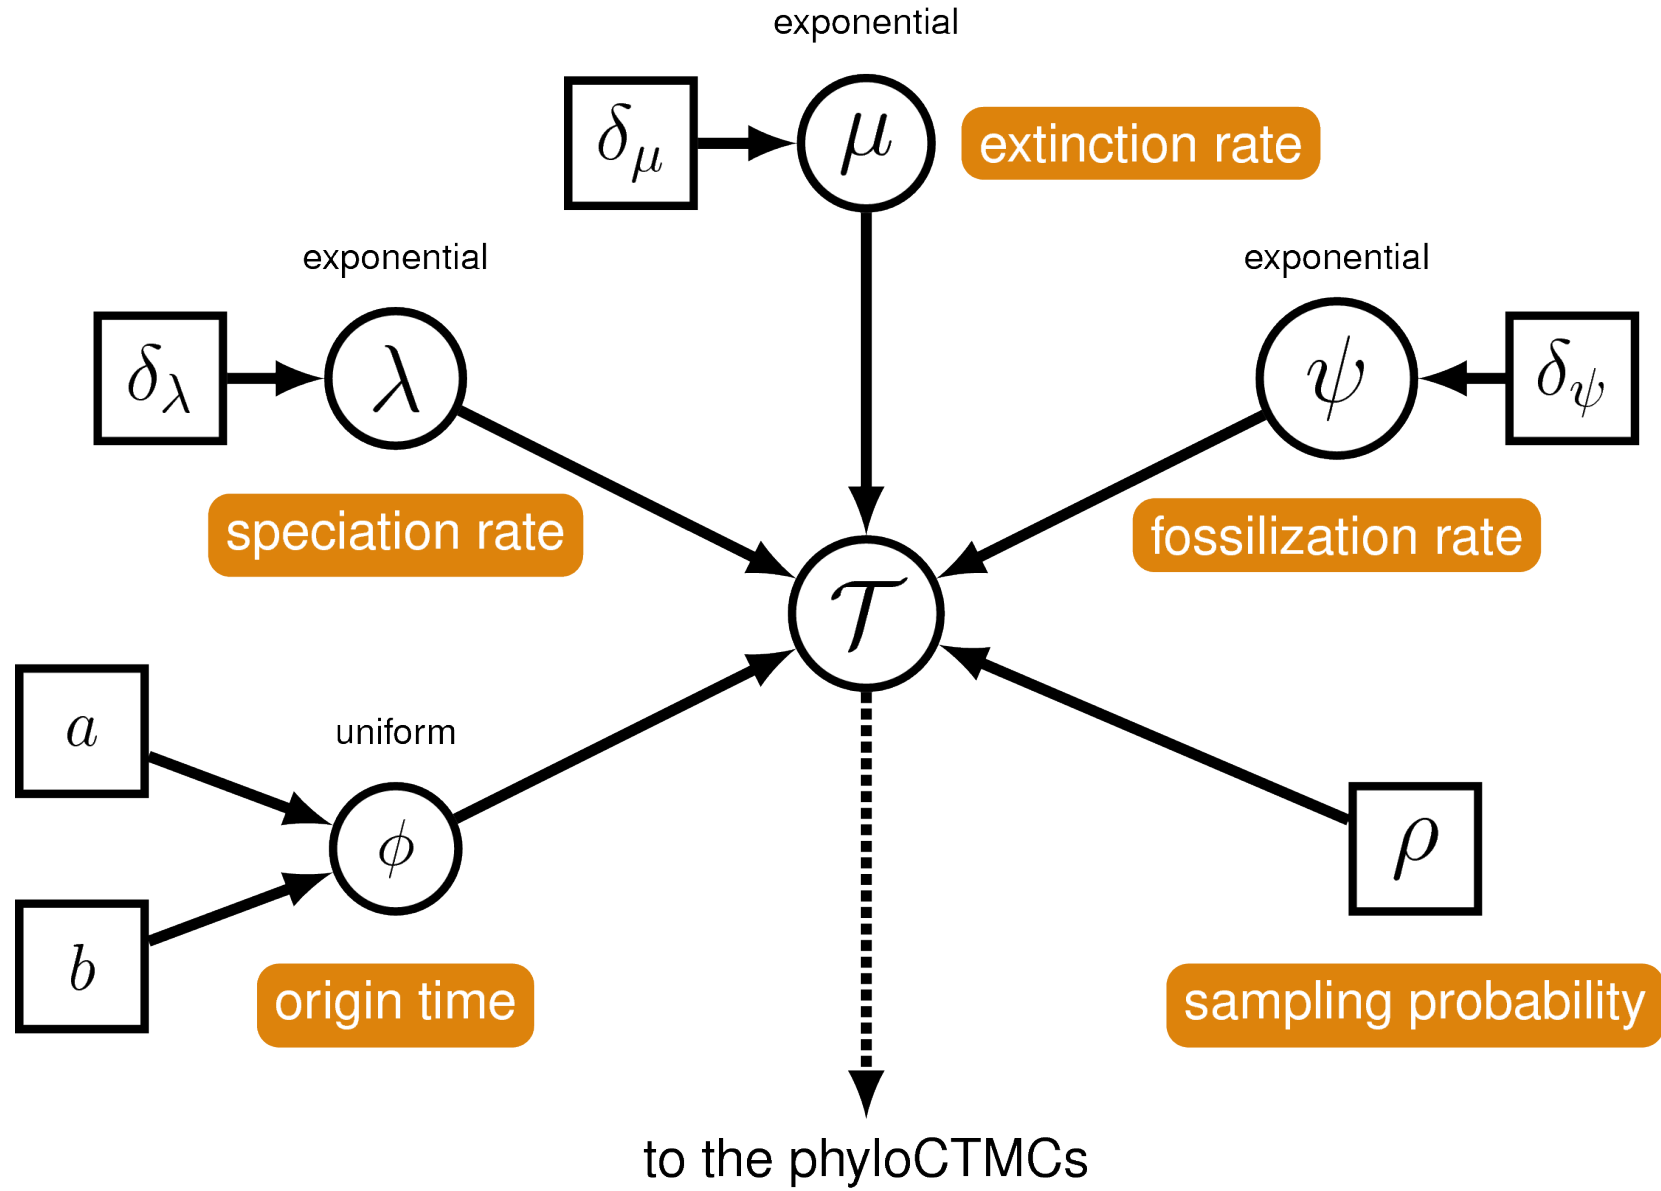 exponential
δμ
μ
extinction rate
exponential
exponential
δλ
λ
ψ
δψ
speciation rate
fossilization rate
𝒯
a
uniform
ϕ
ρ
b
origin time
sampling probability
to the phyloCTMCs